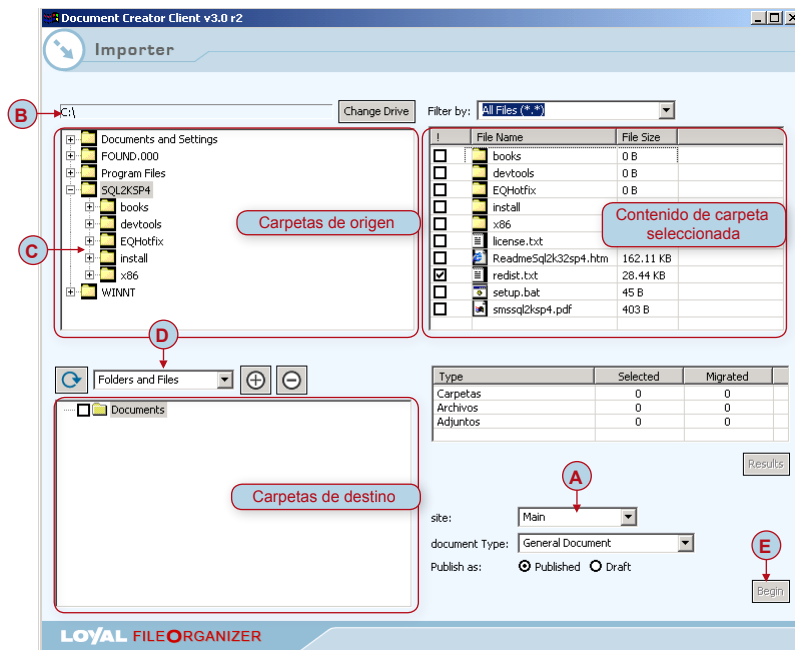 Document Creator Client v3.0 r2
Importer
B
C:\
Change Drive
Filter by:
All Files (*.*)
Documents and Settings
FOUND.000
Program Files
SQL2KSP4
books
devtools
EQHotfix
install
x86
WINNT
C
Carpetas de origen
! File Name File Size
books 0 B
devtools 0 B
EQHotfix 0 B
install
x86
license.txt
ReadmeSql2k32sp4.htm 162.11 KB
redist.txt 28.44 KB
setup.bat 45 B
smssql2ksp4.pdf 403 B
Contenido de carpeta
seleccionada
D
Folders and Files
Documents
Carpetas de destino
Type Selected Migrated
Carpetas 0 0
Archivos 0 0
Adjuntos 0 0
Results
A
site: Main
document Type: General Document
Publish as: Published Draft
E
Begin
LOYAL FILEORGANIZER